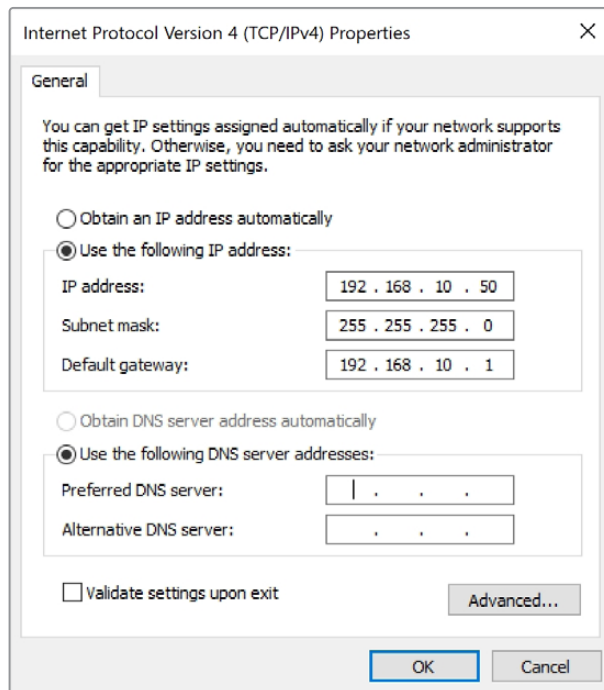 Internet Protocol Version 4 (TCP/IPv4) Properties
General
You can get IP settings assigned automatically if your network supports
this capability. Otherwise, you need to ask your network administrator
for the appropriate IP settings.
Obtain an IP address automatically
Use the following IP address:
IP address: 192 . 168 . 10 . 50
Subnet mask: 255 . 255 . 255 . 0
Default gateway: 192 . 168 . 10 . 1
Obtain DNS server address automatically
Use the following DNS server addresses:
Preferred DNS server: . . .
Alternative DNS server: . . .
Validate settings upon exit
Advanced...
OK Cancel